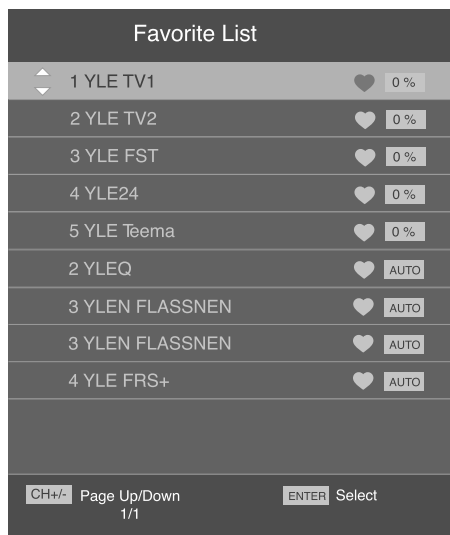 Favorite List
1 YLE TV1 0 %
2 YLE TV2 0 %
3 YLE FST 0 %
4 YLE24 0 %
5 YLE Teema 0 %
2 YLEQ AUTO
3 YLEN FLASSNEN AUTO
3 YLEN FLASSNEN AUTO
4 YLE FRS+ AUTO
CH+/- Page Up/Down ENTER Select
1/1